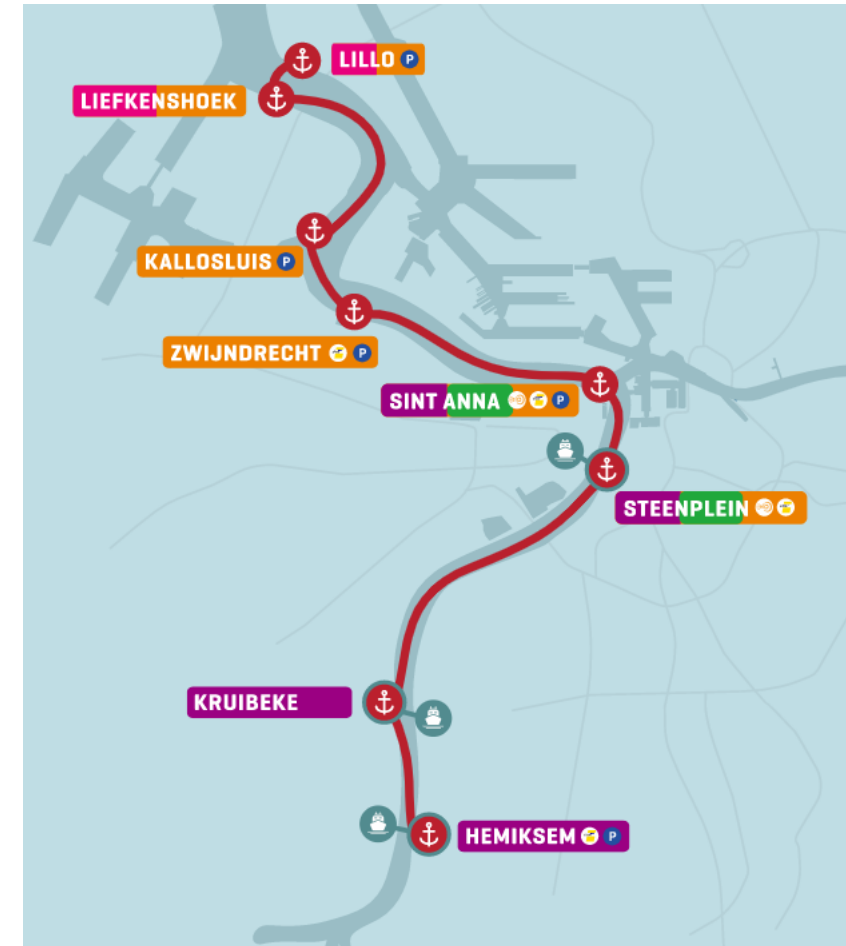 LILLO P
LIEFKENSHOEK
KALLOSLUIS P
ZWIJNDRECHT P
SINT ANNA P
STEENPLEIN
KRUIBEKE
HEMIKSEM P